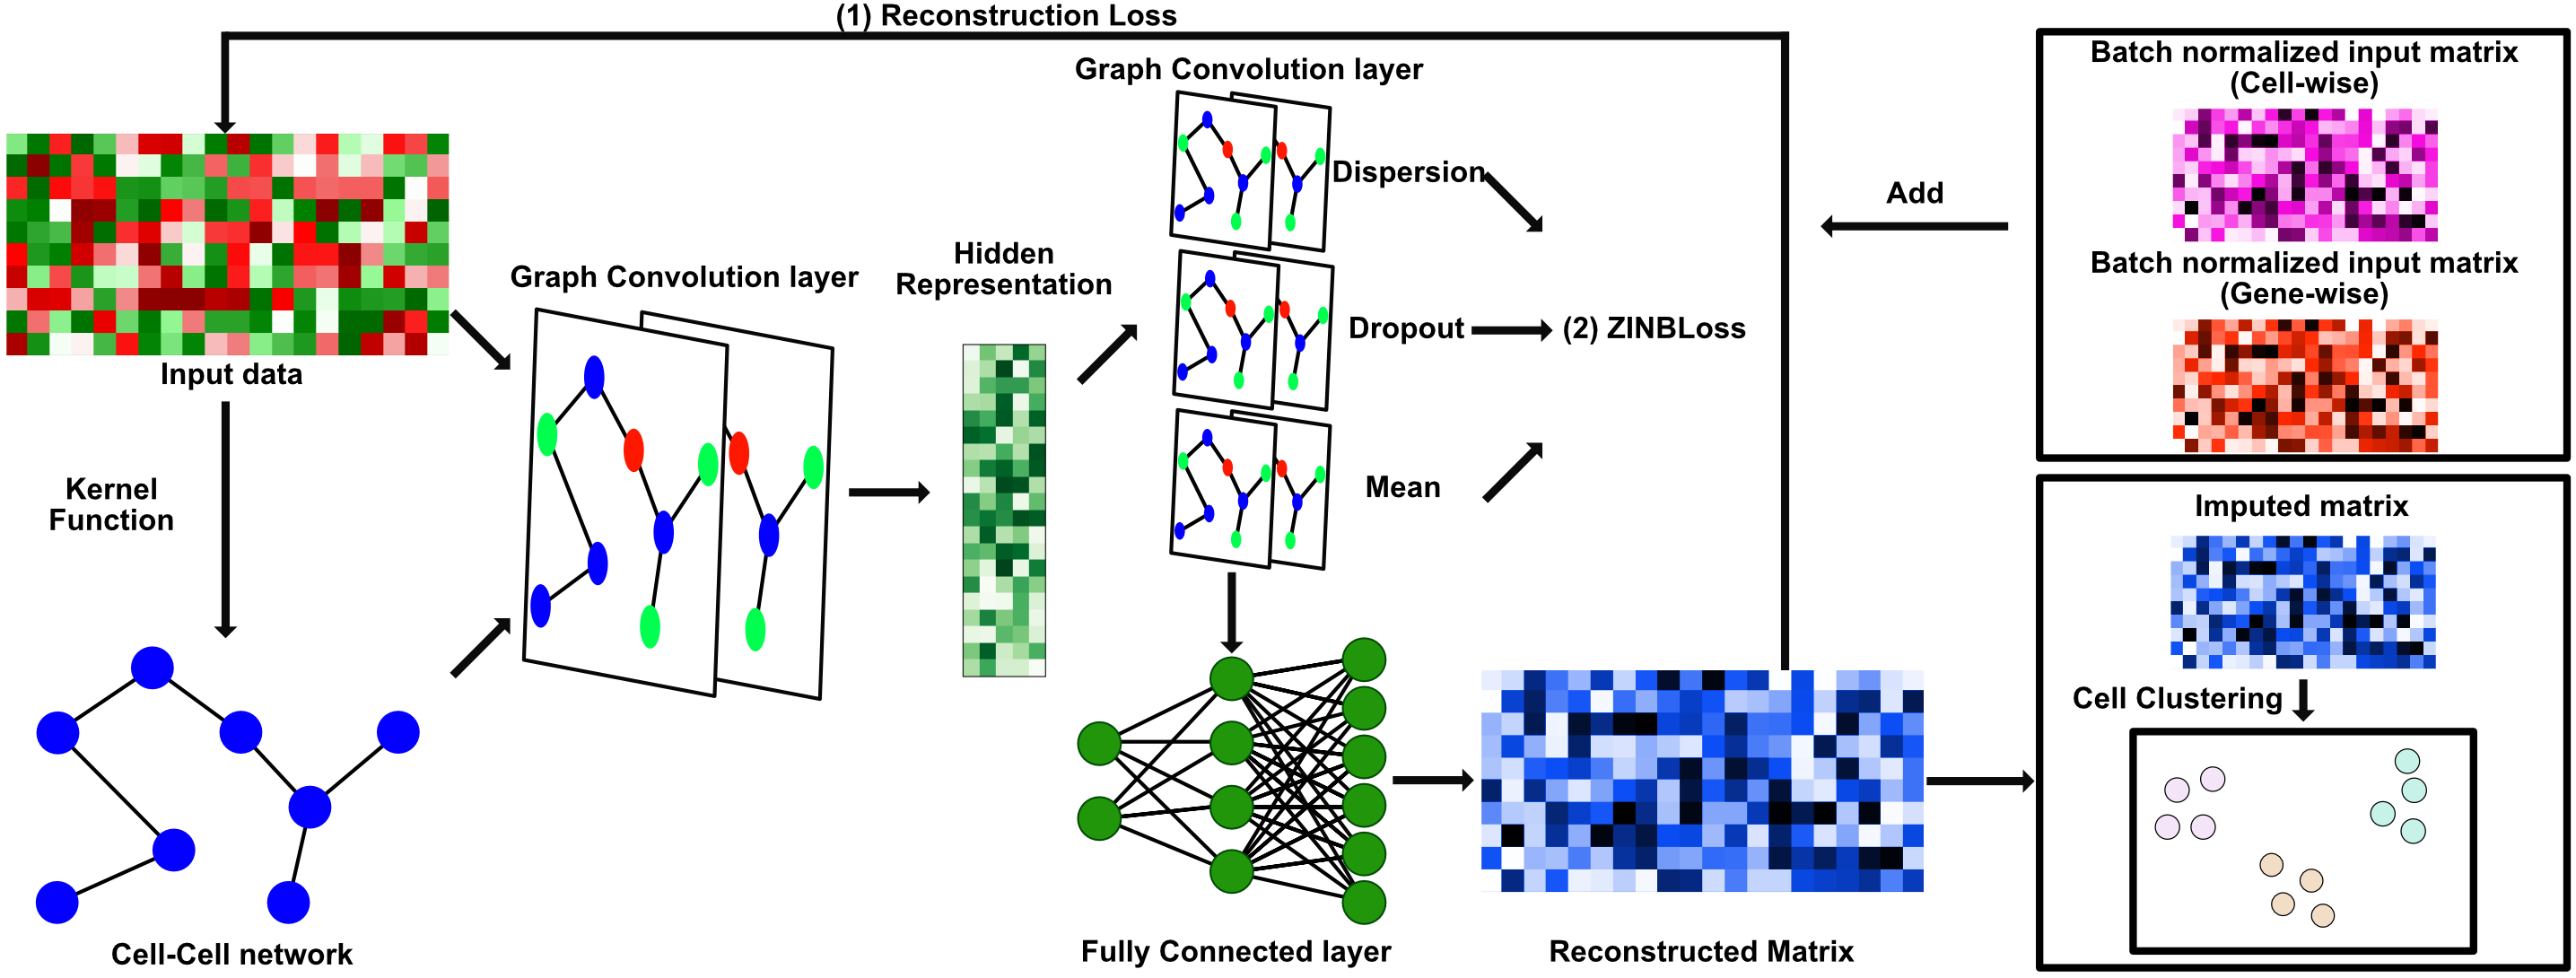 (1) Reconstruction Loss
Graph Convolution layer
Batch normalized input matrix
(Cell-wise)
Dispersion
Add
Hidden
Representation
Batch normalized input matrix
(Gene-wise)
Graph Convolution layer
Dropout
(2) ZINBLoss
Input data
Kernel
Function
Mean
Imputed matrix
Cell Clustering
Cell-Cell network
Fully Connected layer
Reconstructed Matrix